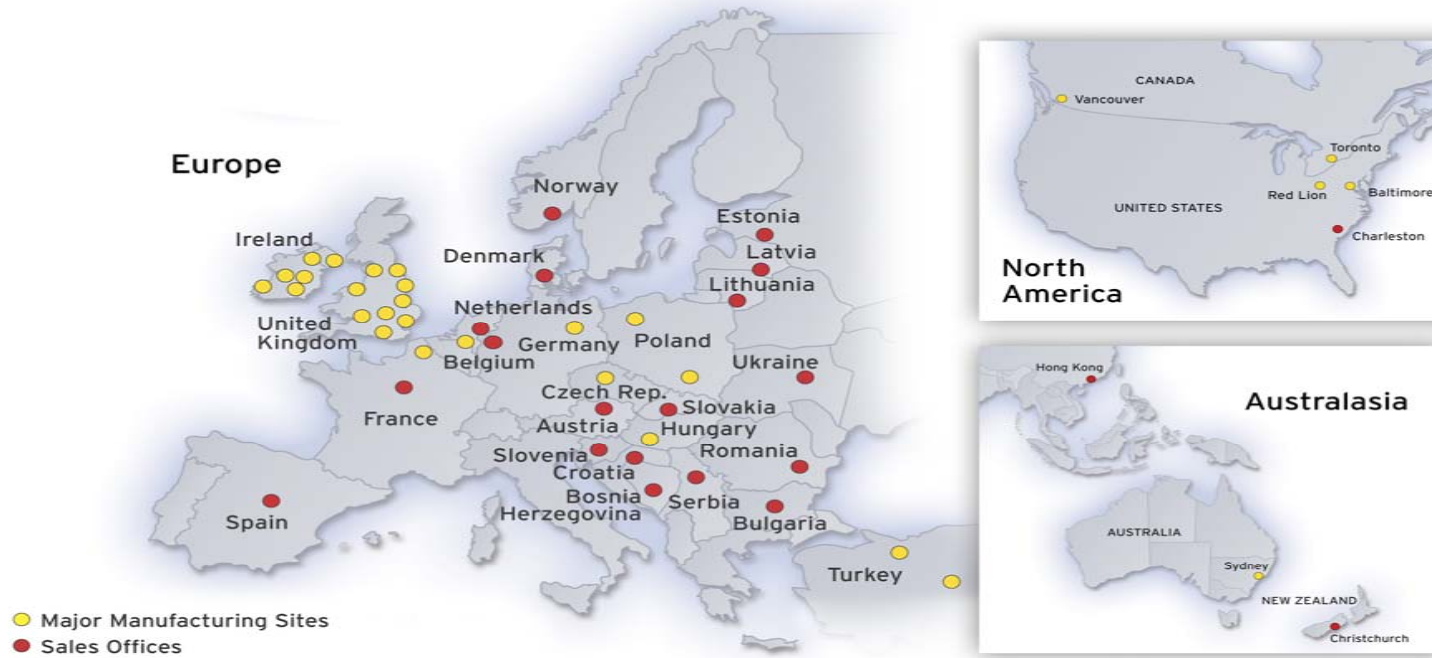 Europe
Norway
Estonia
Ireland
Denmark
Latvia
Lithuania
Netherlands
United
Kingdom
Belgium
Germany
Poland
Ukraine
Czech Rep.
France
Slovakia
Austria
Hungary
Slovenia
Romania
Croatia
Bosnia
Herzegovina
Serbia
Spain
Bulgaria
Turkey
Major Manufacturing Sites
Sales Offices
CANADA
Vancouver
Toronto
Red Lion
Baltimore
UNITED STATES
Charleston
North
America
Hong Kong
Australasia
AUSTRALIA
Sydney
NEW ZEALAND
Christchurch